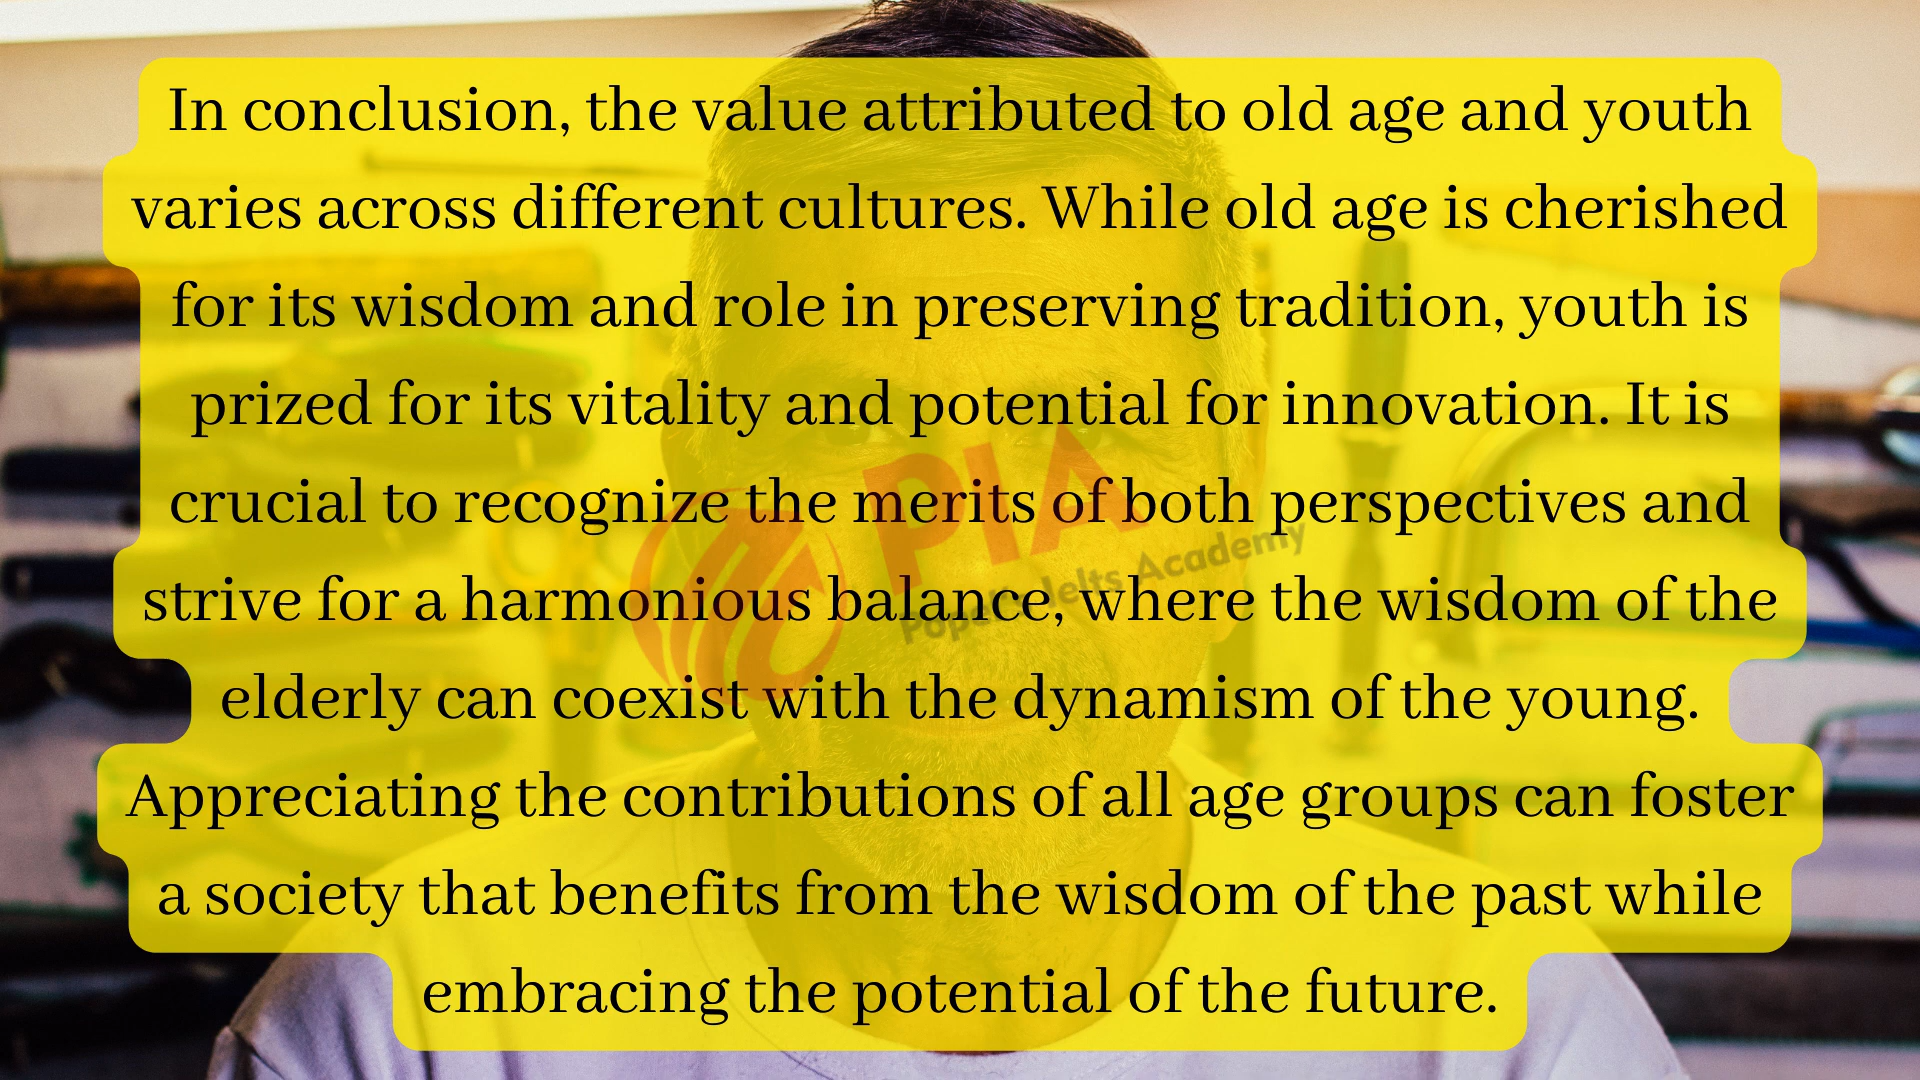 In conclusion, the value attributed to old age and youth
varies across different cultures. While old age is cherished
for its wisdom and role in preserving tradition, youth is
prized for its vitality and potential for innovation. It is
crucial to recognize the merits of both perspectives and
strive for a harmonious balance, where the wisdom of the
elderly can coexist with the dynamism of the young.
Appreciating the contributions of all age groups can foster
a society that benefits from the wisdom of the past while
embracing the potential of the future.
PIA
Popel's Ielts Academy